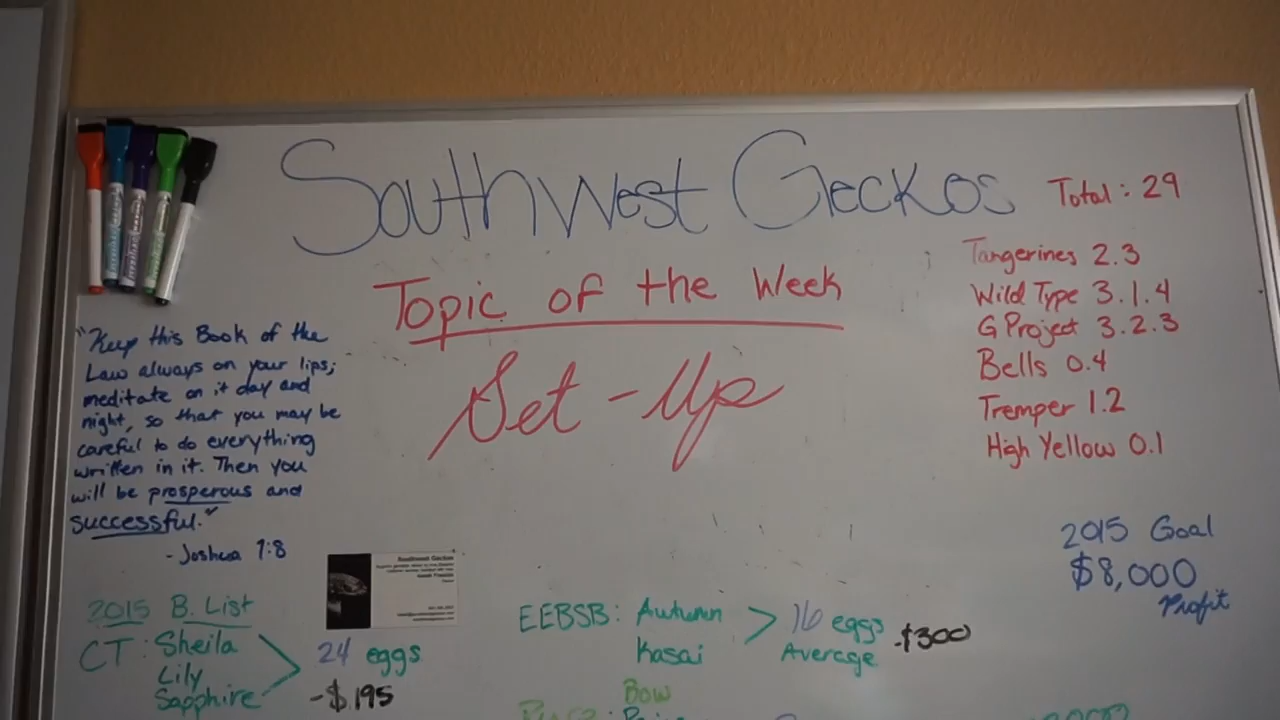 Southwest Geckos
Total: 29
Topic of the Week
Set-Up
Tangerines 2.3
Wild Type 3.1.4
G Project 3.2.3
Bells 0.4
Tremper 1.2
High Yellow 0.1
"Keep this Book of the
Law always on your lips;
meditate on it day and
night, so that you may be
careful to do everything
written in it. Then you
will be prosperous and
successful."
- Joshua 1:8
2015 Goal
$8,000
Profit
Southwest Geckos
2015 B. List
CT: Sheila
Lily
Sapphire
24 eggs
-$195
EEBSB: Autumn
Kasai
16 eggs
Average
-$300
Bow